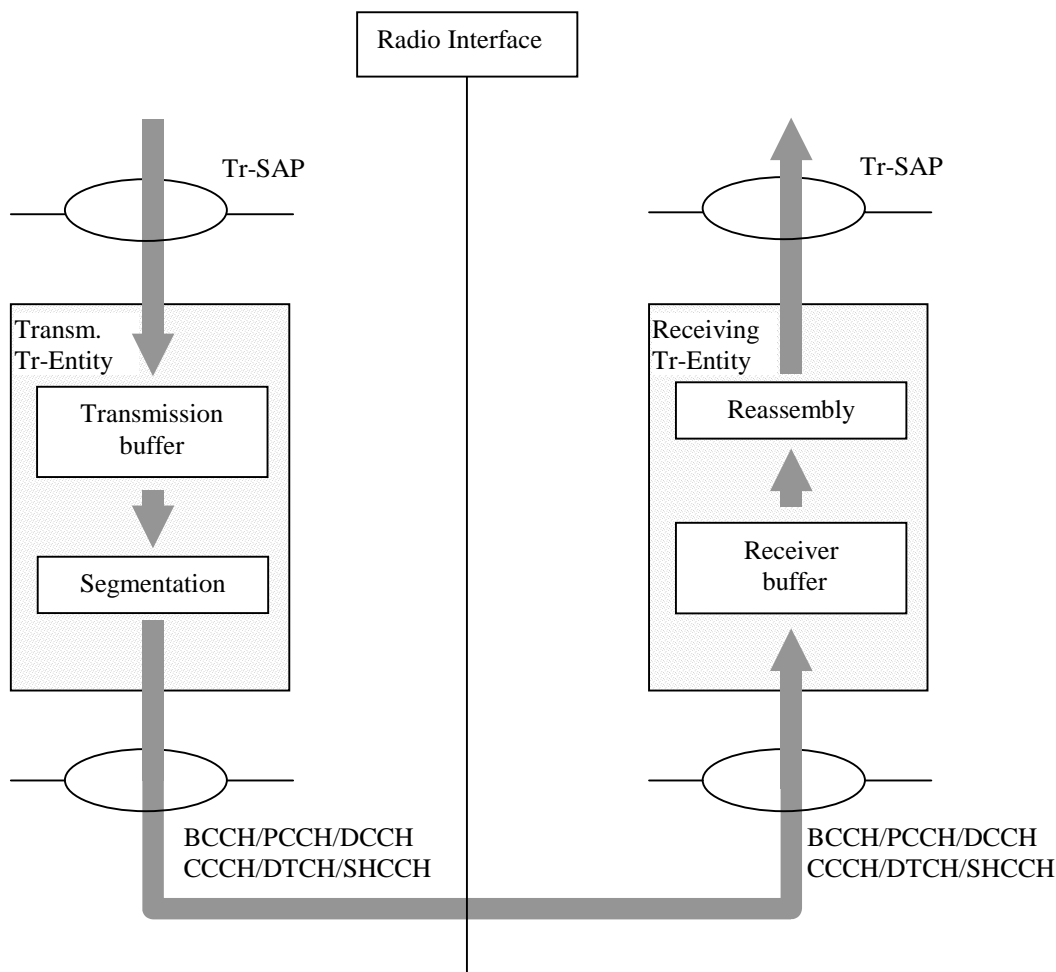 Radio Interface
Tr-SAP
Tr-SAP
Transm.
Tr-Entity
Receiving
Tr-Entity
Transmission
buffer
Reassembly
Segmentation
Receiver
buffer
BCCH/PCCH/DCCH
CCCH/DTCH/SHCCH
BCCH/PCCH/DCCH
CCCH/DTCH/SHCCH